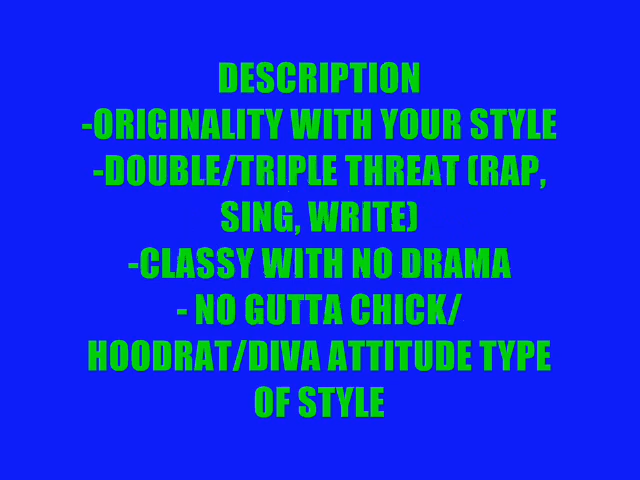 DESCRIPTION
-ORIGINALITY WITH YOUR STYLE
-DOUBLE/TRIPLE THREAT (RAP,
SING, WRITE)
-CLASSY WITH NO DRAMA
- NO GUTTA CHICK/
HOODRAT/DIVA ATTITUDE TYPE
OF STYLE